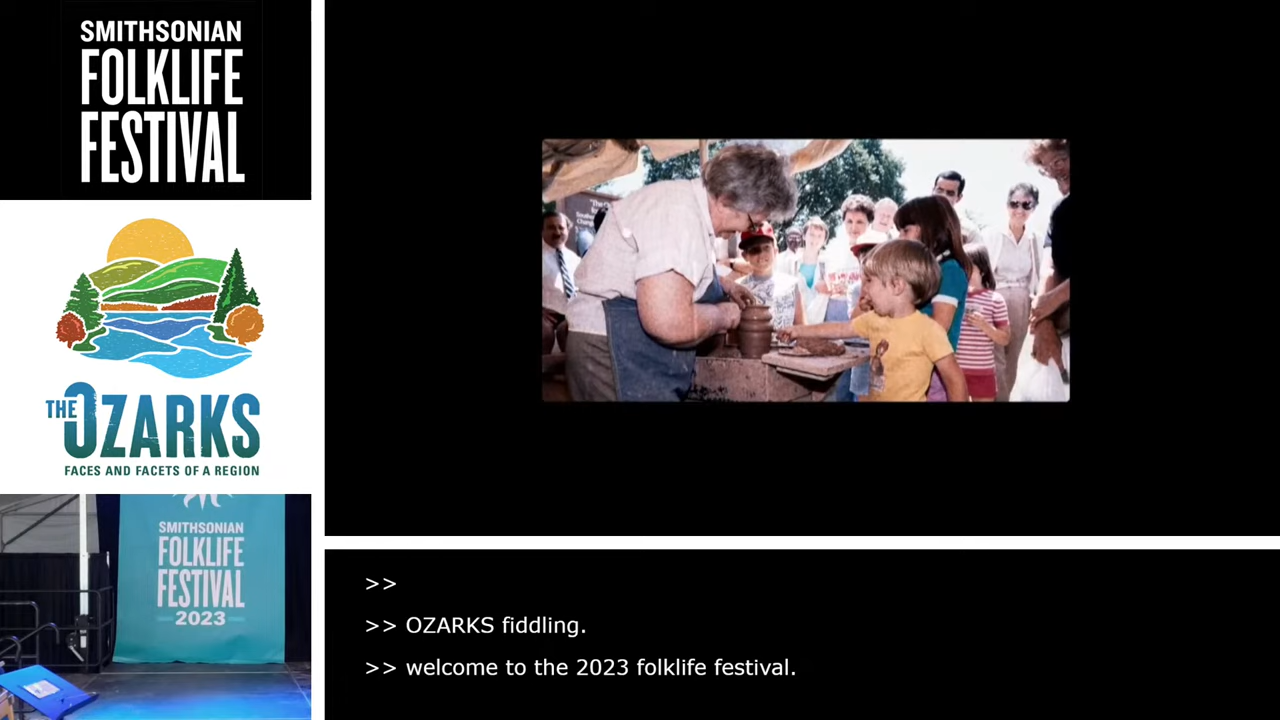 SMITHSONIAN
FOLKLIFE
FESTIVAL
THE OZARKS
FACES AND FACETS OF A REGION
SMITHSONIAN
FOLKLIFE
FESTIVAL
2023
>>
>> OZARKS fiddling.
>> welcome to the 2023 folklife festival.